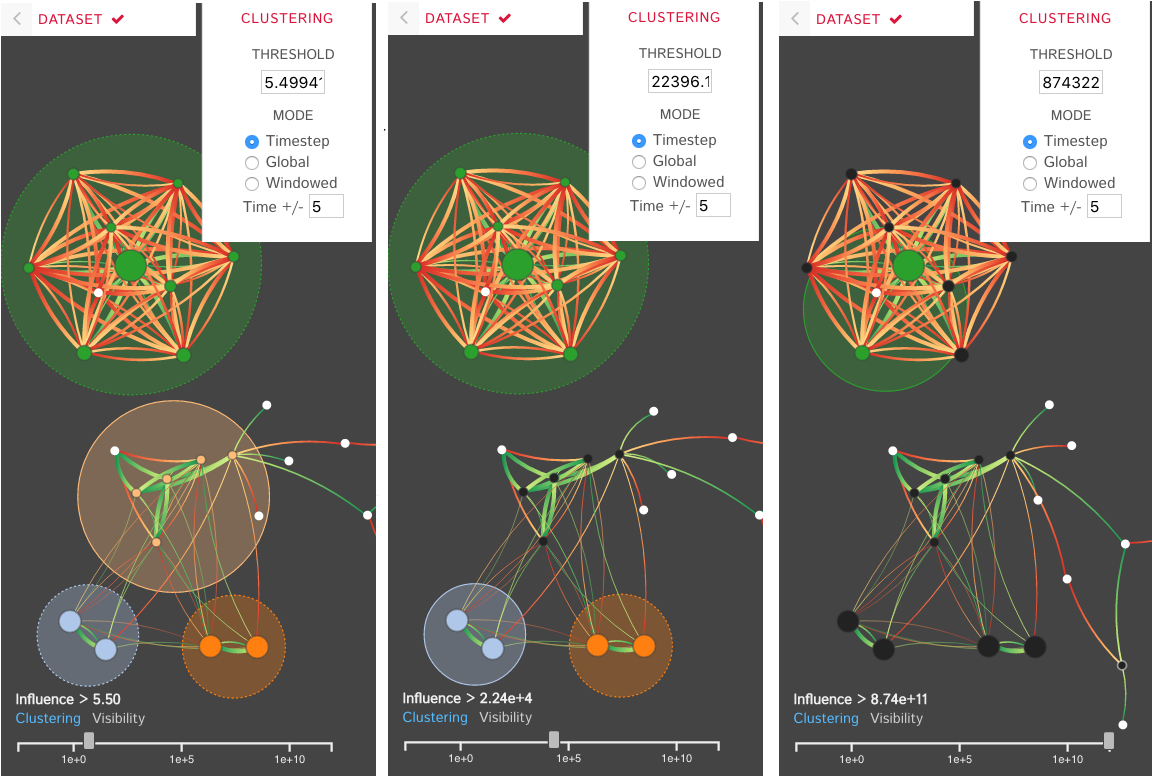 DATASET
CLUSTERING
THRESHOLD
5.4994
MODE
Timestep
Global
Windowed
Time +/- 5
Influence > 5.50
Clustering Visibility
1e+0 1e+5 1e+10
DATASET
CLUSTERING
THRESHOLD
22396.1
MODE
Timestep
Global
Windowed
Time +/- 5
Influence > 2.24e+4
Clustering Visibility
1e+0 1e+5 1e+10
DATASET
CLUSTERING
THRESHOLD
874322
MODE
Timestep
Global
Windowed
Time +/- 5
Influence > 8.74e+11
Clustering Visibility
1e+0 1e+5 1e+10